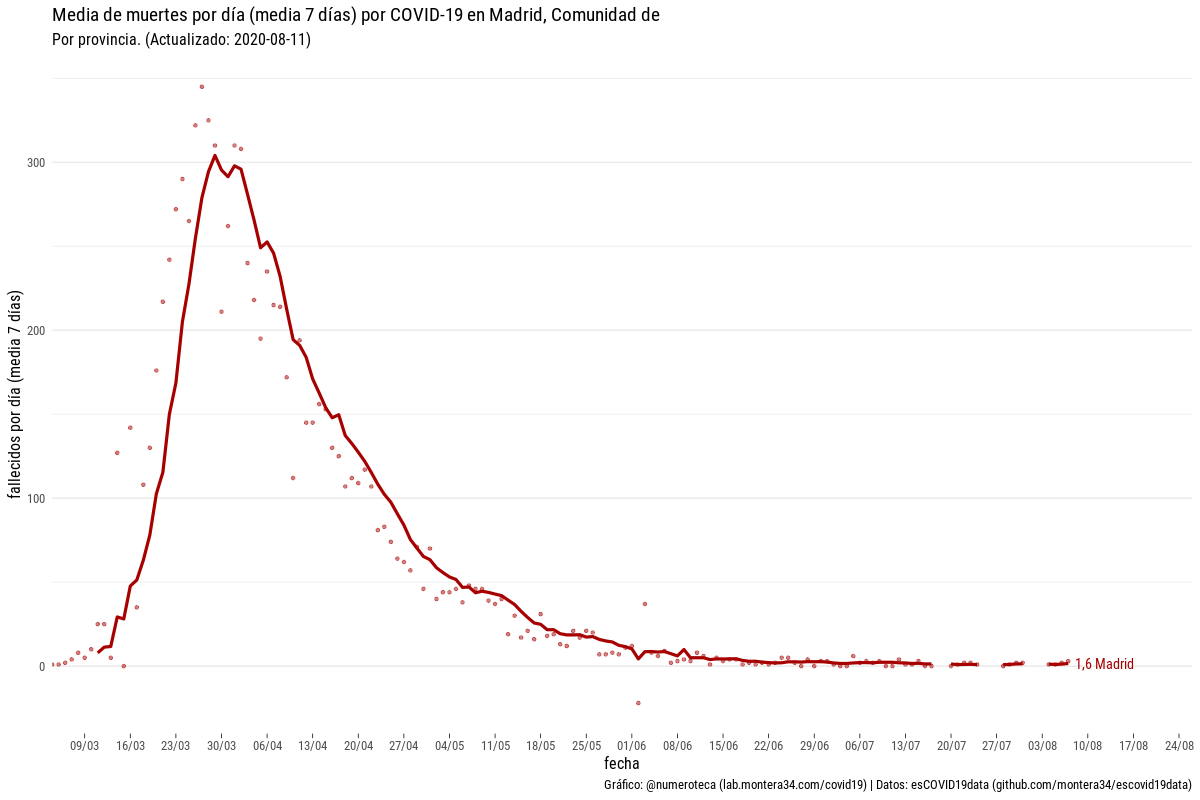 Media de muertes por día (media 7 días) por COVID-19 en Madrid, Comunidad de
Por provincia. (Actualizado: 2020-08-11)
fallecidos por día (media 7 días)
300
200
100
0
1,6 Madrid
09/03 16/03 23/03 30/03 06/04 13/04 20/04 27/04 04/05 11/05 18/05 25/05 01/06 08/06 15/06 22/06 29/06 06/07 13/07 20/07 27/07 03/08 10/08 17/08 24/08
fecha
Gráfico: @numeroteca (lab.montera34.com/covid19) | Datos: esCOVID19data (github.com/montera34/escovid19data)